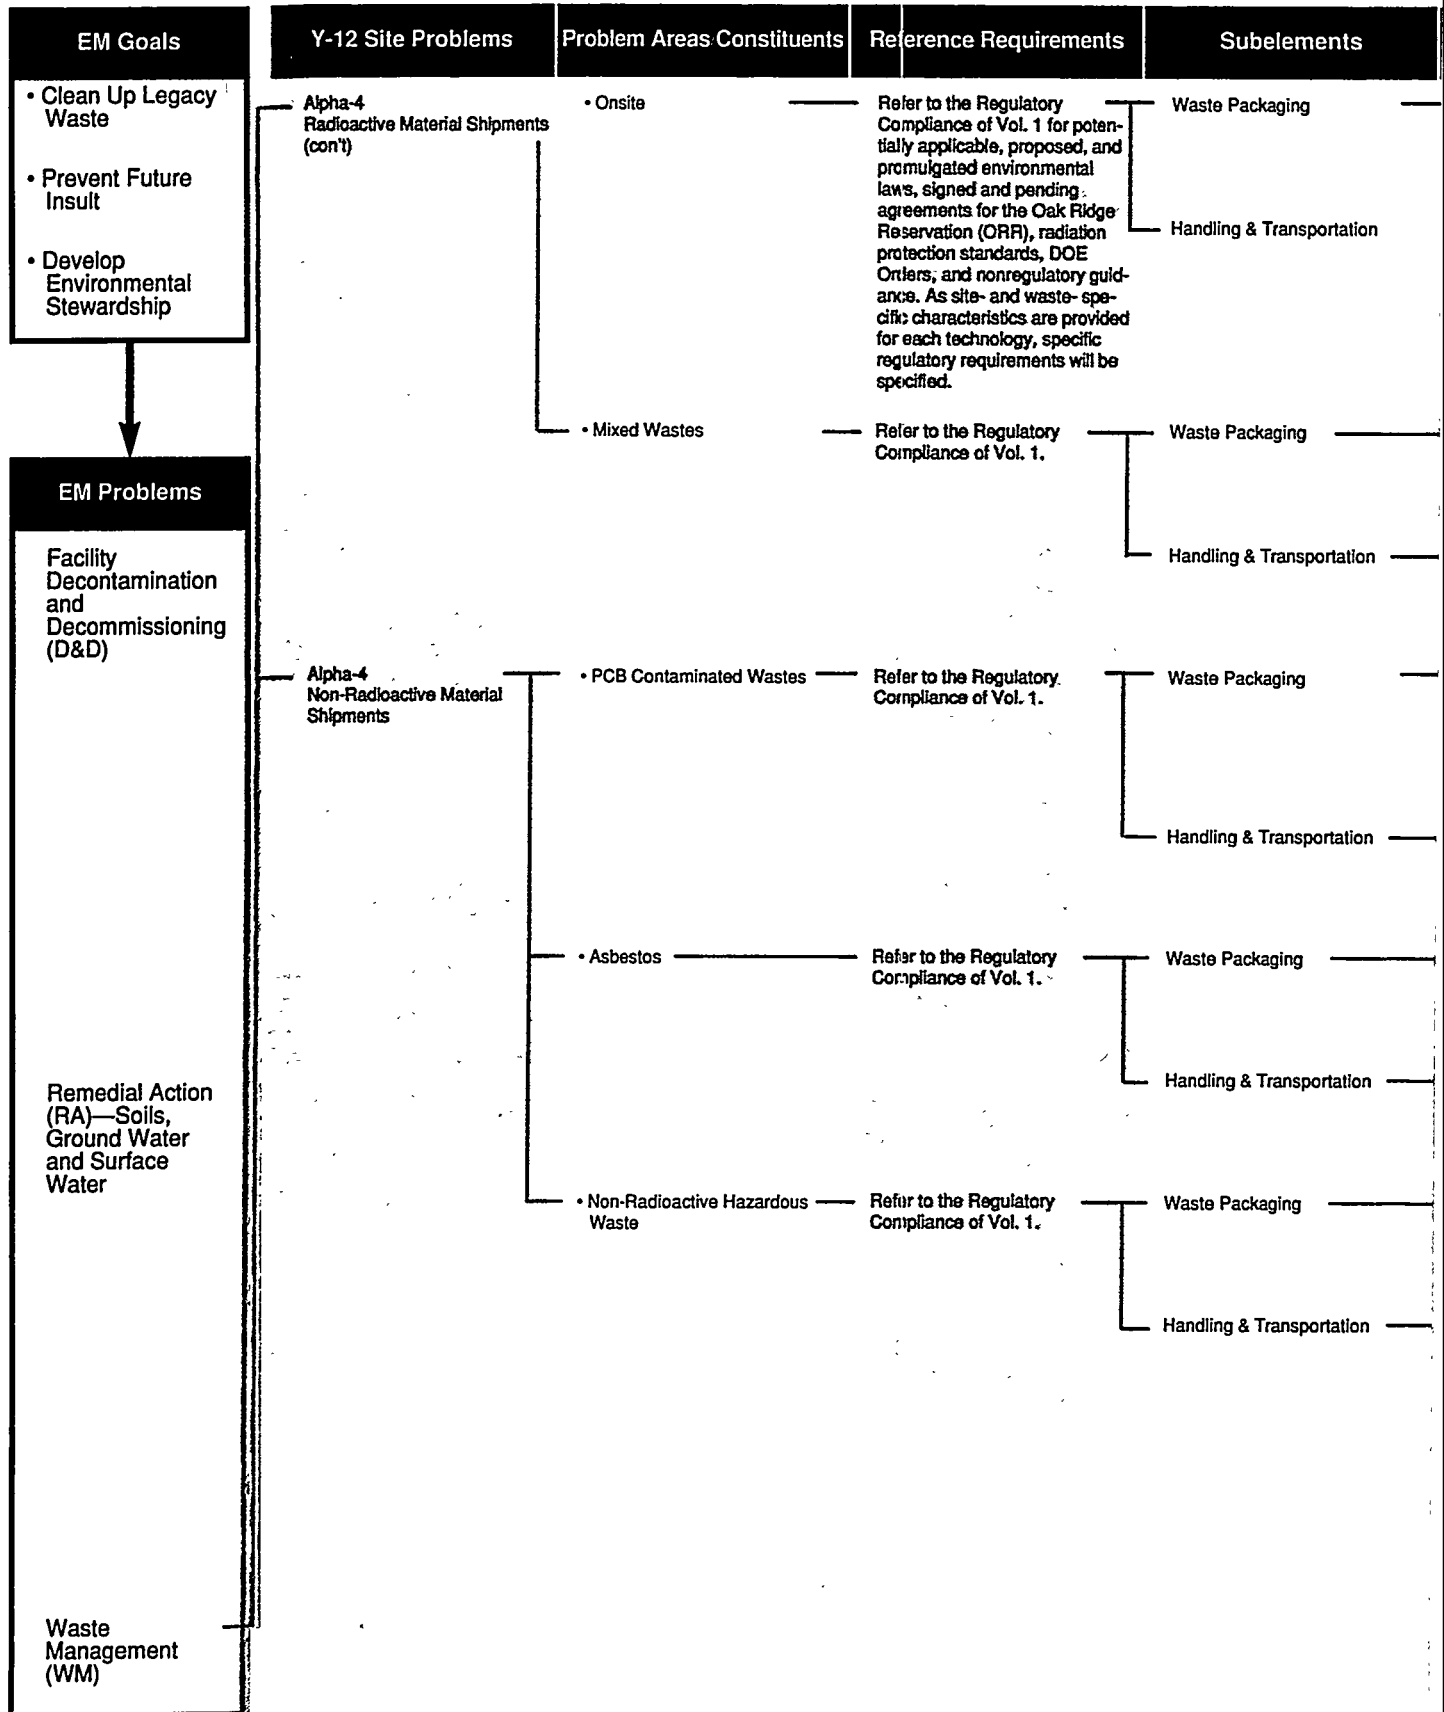 EM Goals
• Clean Up Legacy
Waste
• Prevent Future
Insult
• Develop
Environmental
Stewardship
EM Problems
Facility
Decontamination
and
Decommissioning
(D&D)
Remedial Action
(RA)—Soils,
Ground Water
and Surface
Water
Waste
Management
(WM)
Y-12 Site Problems
Problem Areas/Constituents
Reference Requirements
Subelements
Alpha-4
Radioactive Material Shipments
(con't)
• Onsite
Refer to the Regulatory
Compliance of Vol. 1 for poten-
tially applicable, proposed, and
promulgated environmental
laws, signed and pending
agreements for the Oak Ridge
Reservation (ORR), radiation
protection standards, DOE
Orders, and nonregulatory guid-
ance. As site- and waste- spe-
cific characteristics are provided
for each technology, specific
regulatory requirements will be
specified.
Waste Packaging
Handling & Transportation
• Mixed Wastes
Refer to the Regulatory
Compliance of Vol. 1.
Waste Packaging
Handling & Transportation
Alpha-4
Non-Radioactive Material
Shipments
• PCB Contaminated Wastes
Refer to the Regulatory
Compliance of Vol. 1.
Waste Packaging
Handling & Transportation
• Asbestos
Refer to the Regulatory
Compliance of Vol. 1.
Waste Packaging
Handling & Transportation
• Non-Radioactive Hazardous
Waste
Refer to the Regulatory
Compliance of Vol. 1.
Waste Packaging
Handling & Transportation